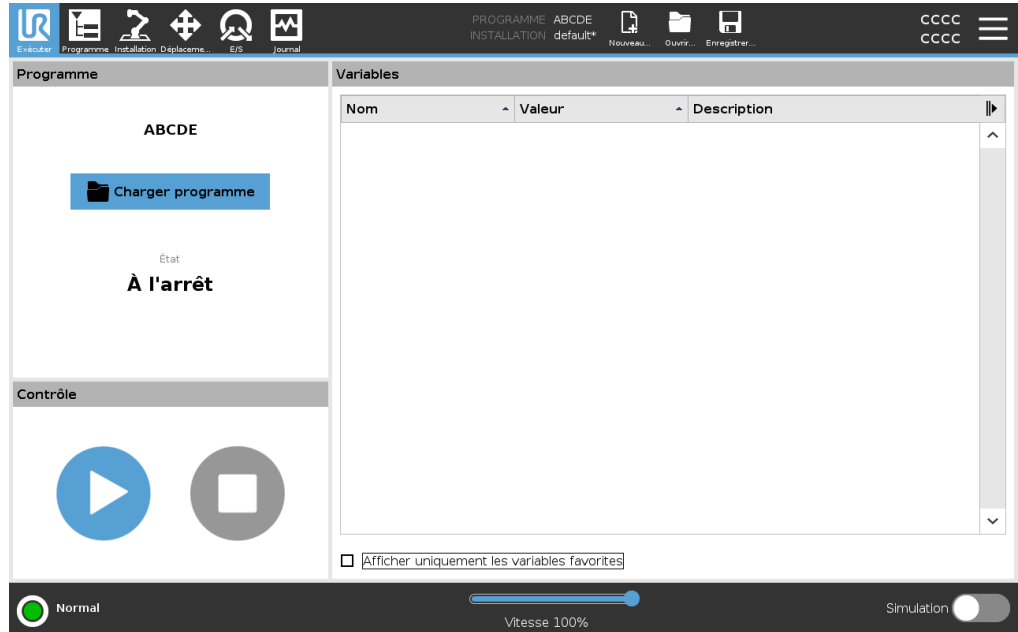 PROGRAMME ABCDE
INSTALLATION default*
CCCC
CCCC
Exécuter Programme Installation Déplaceme... E/S Journal
Nouveau... Ouvrir... Enregistrer...
Programme
ABCDE
Charger programme
État
À l'arrêt
Contrôle
Variables
Nom Valeur Description
Afficher uniquement les variables favorites
Normal
Vitesse 100%
Simulation